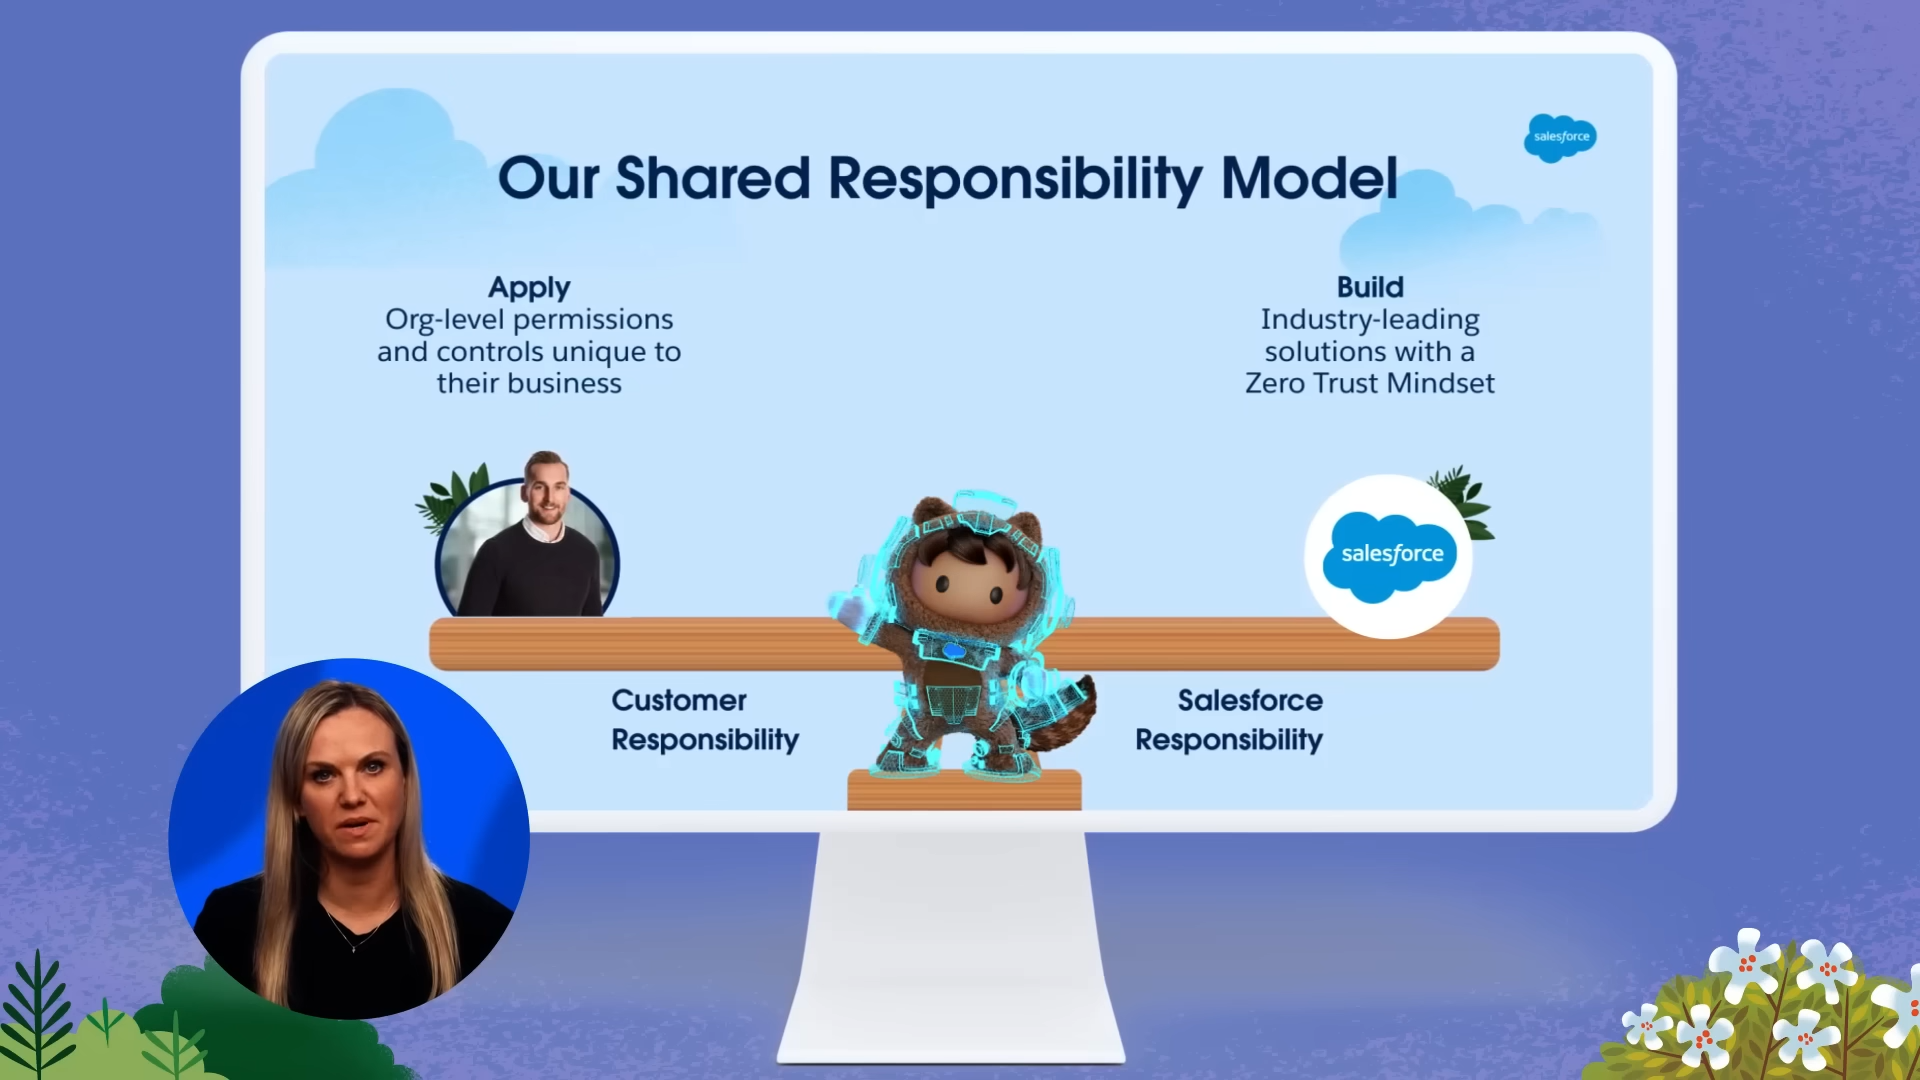 salesforce
Our Shared Responsibility Model
Apply
Org-level permissions
and controls unique to
their business
Build
Industry-leading
solutions with a
Zero Trust Mindset
salesforce
Customer
Responsibility
Salesforce
Responsibility